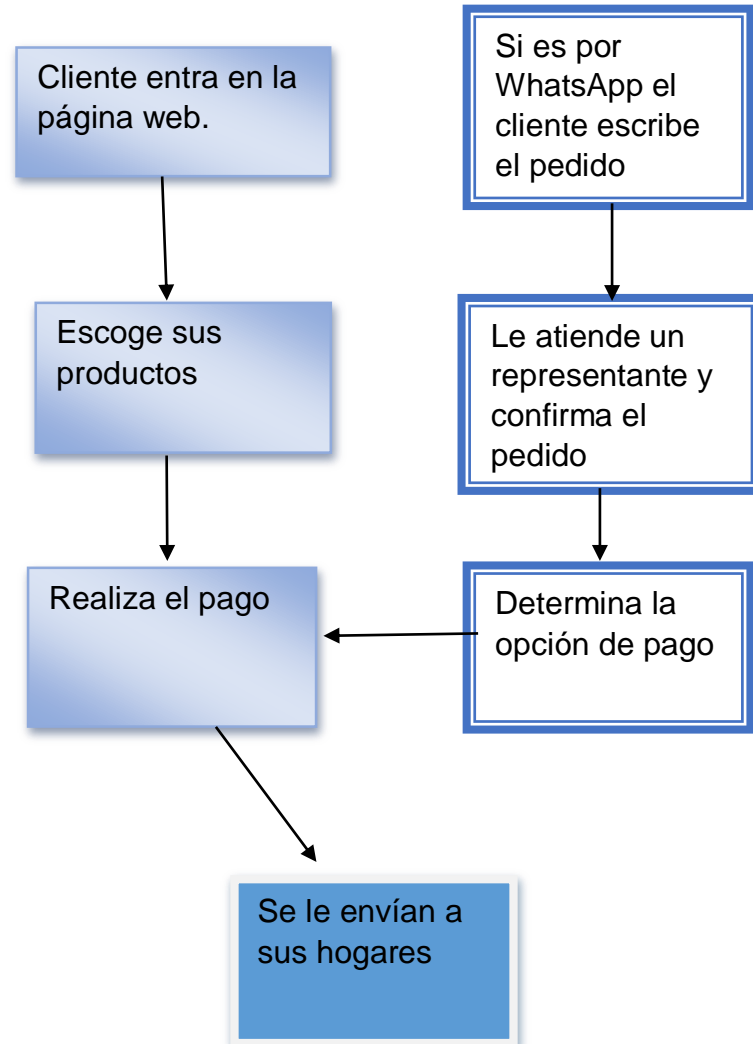 Cliente entra en la
página web.
Si es por
WhatsApp el
cliente escribe
el pedido
Escoge sus
productos
Le atiende un
representante y
confirma el
pedido
Realiza el pago
Determina la
opción de pago
Se le envían a
sus hogares